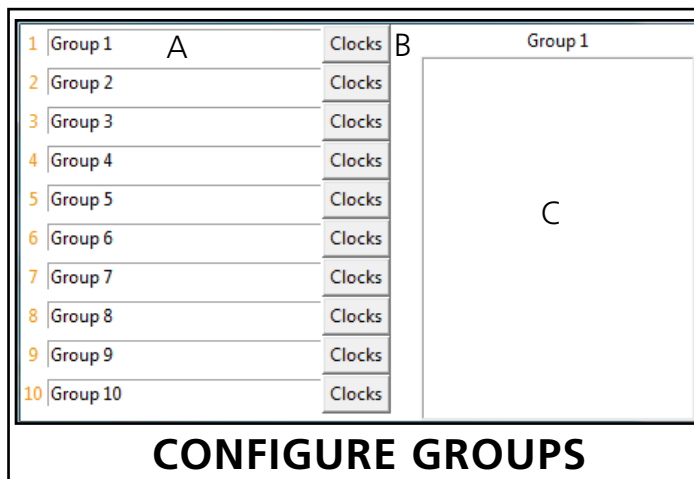 1 Group 1 A Clocks B Group 1
2 Group 2 Clocks
3 Group 3 Clocks
4 Group 4 Clocks
5 Group 5 Clocks C
6 Group 6 Clocks
7 Group 7 Clocks
8 Group 8 Clocks
9 Group 9 Clocks
10 Group 10 Clocks
CONFIGURE GROUPS